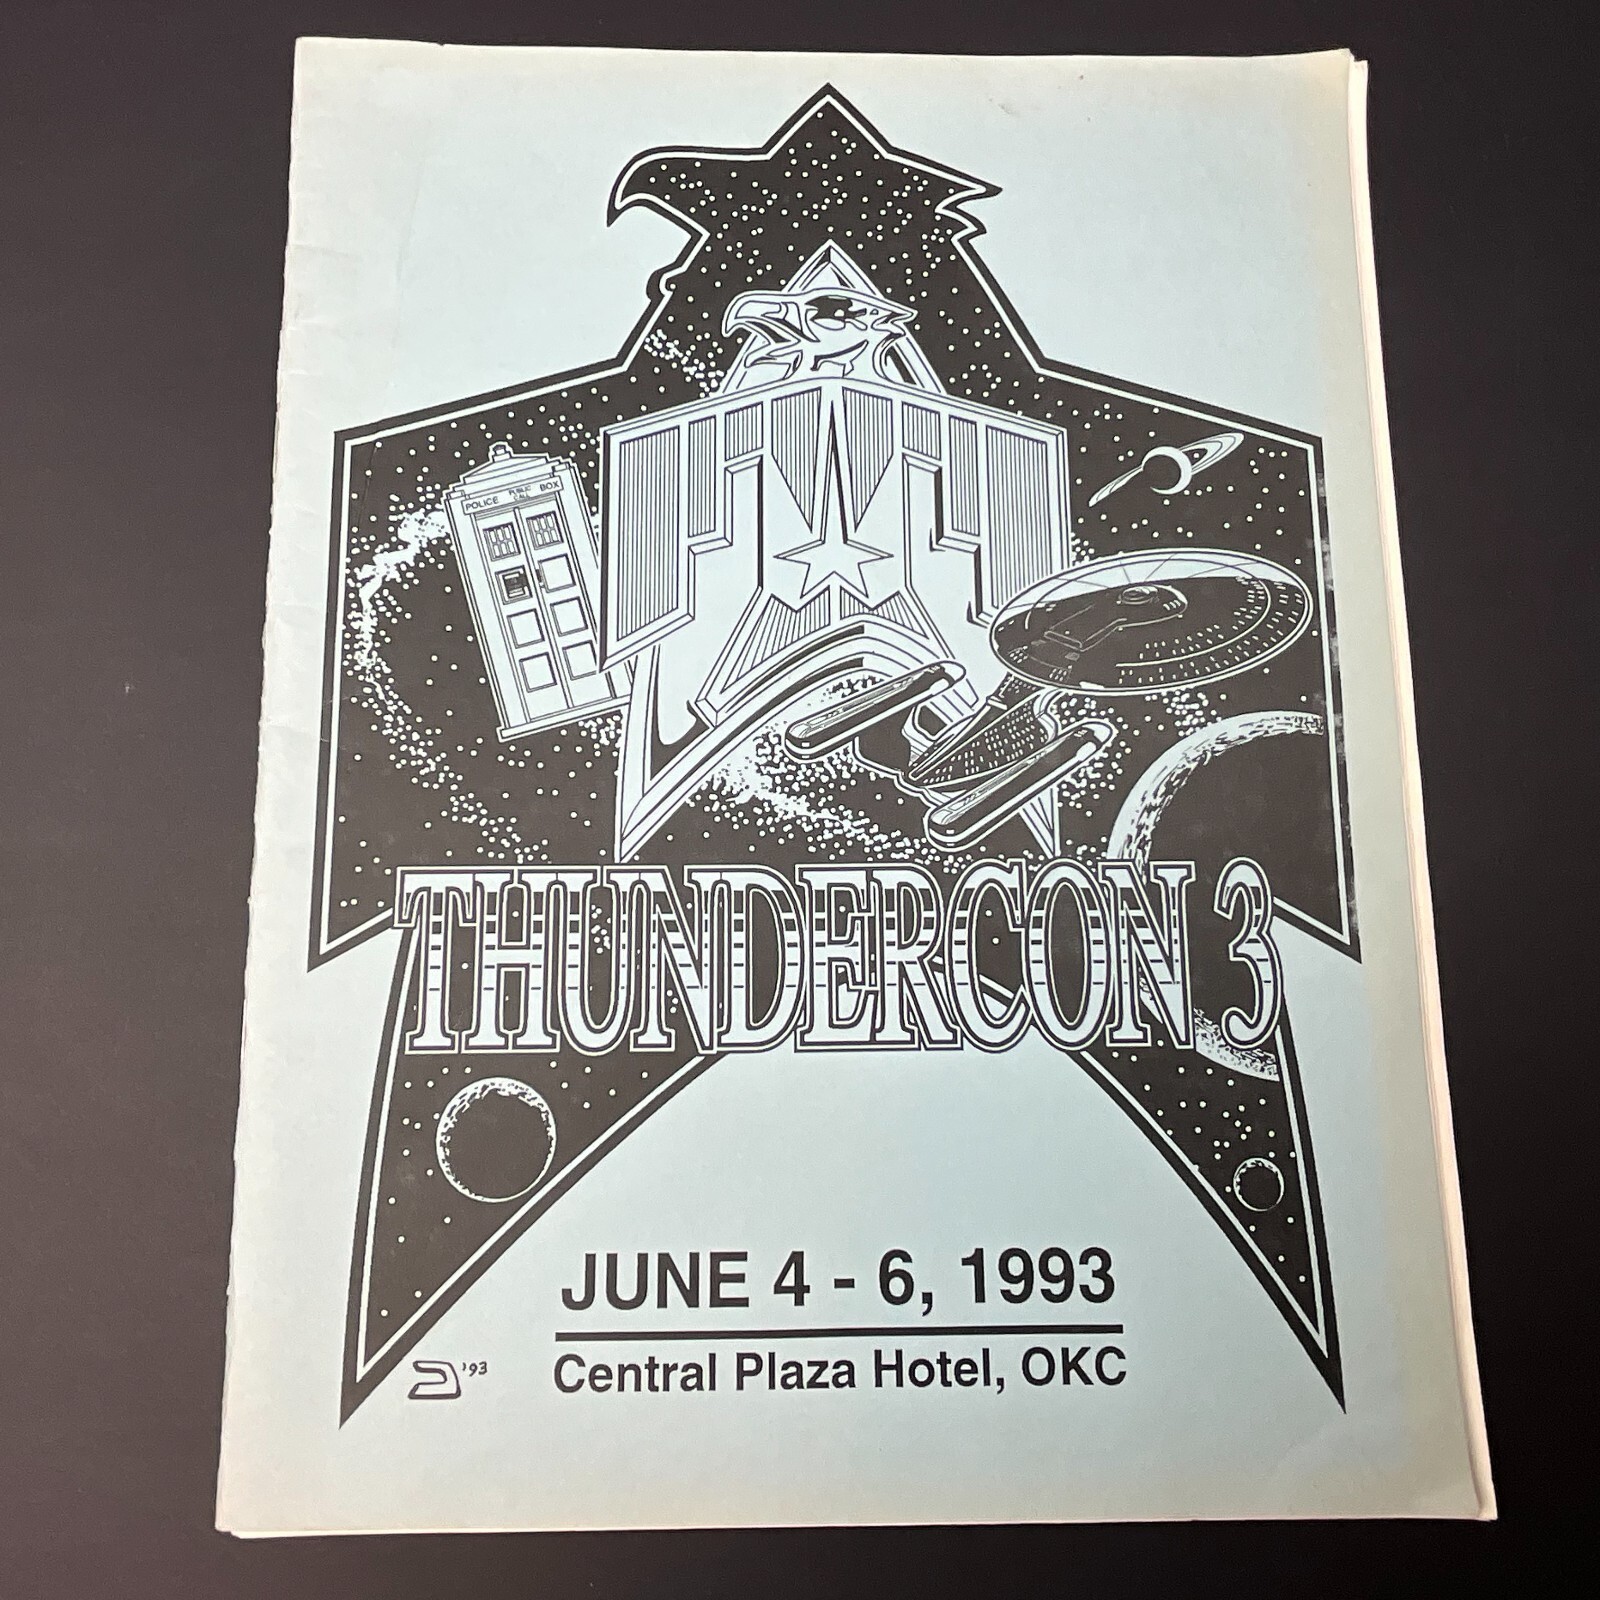 POLICE PUBLIC CALL BOX
THUNDERCON 3
JUNE 4 - 6, 1993
Central Plaza Hotel, OKC
'93